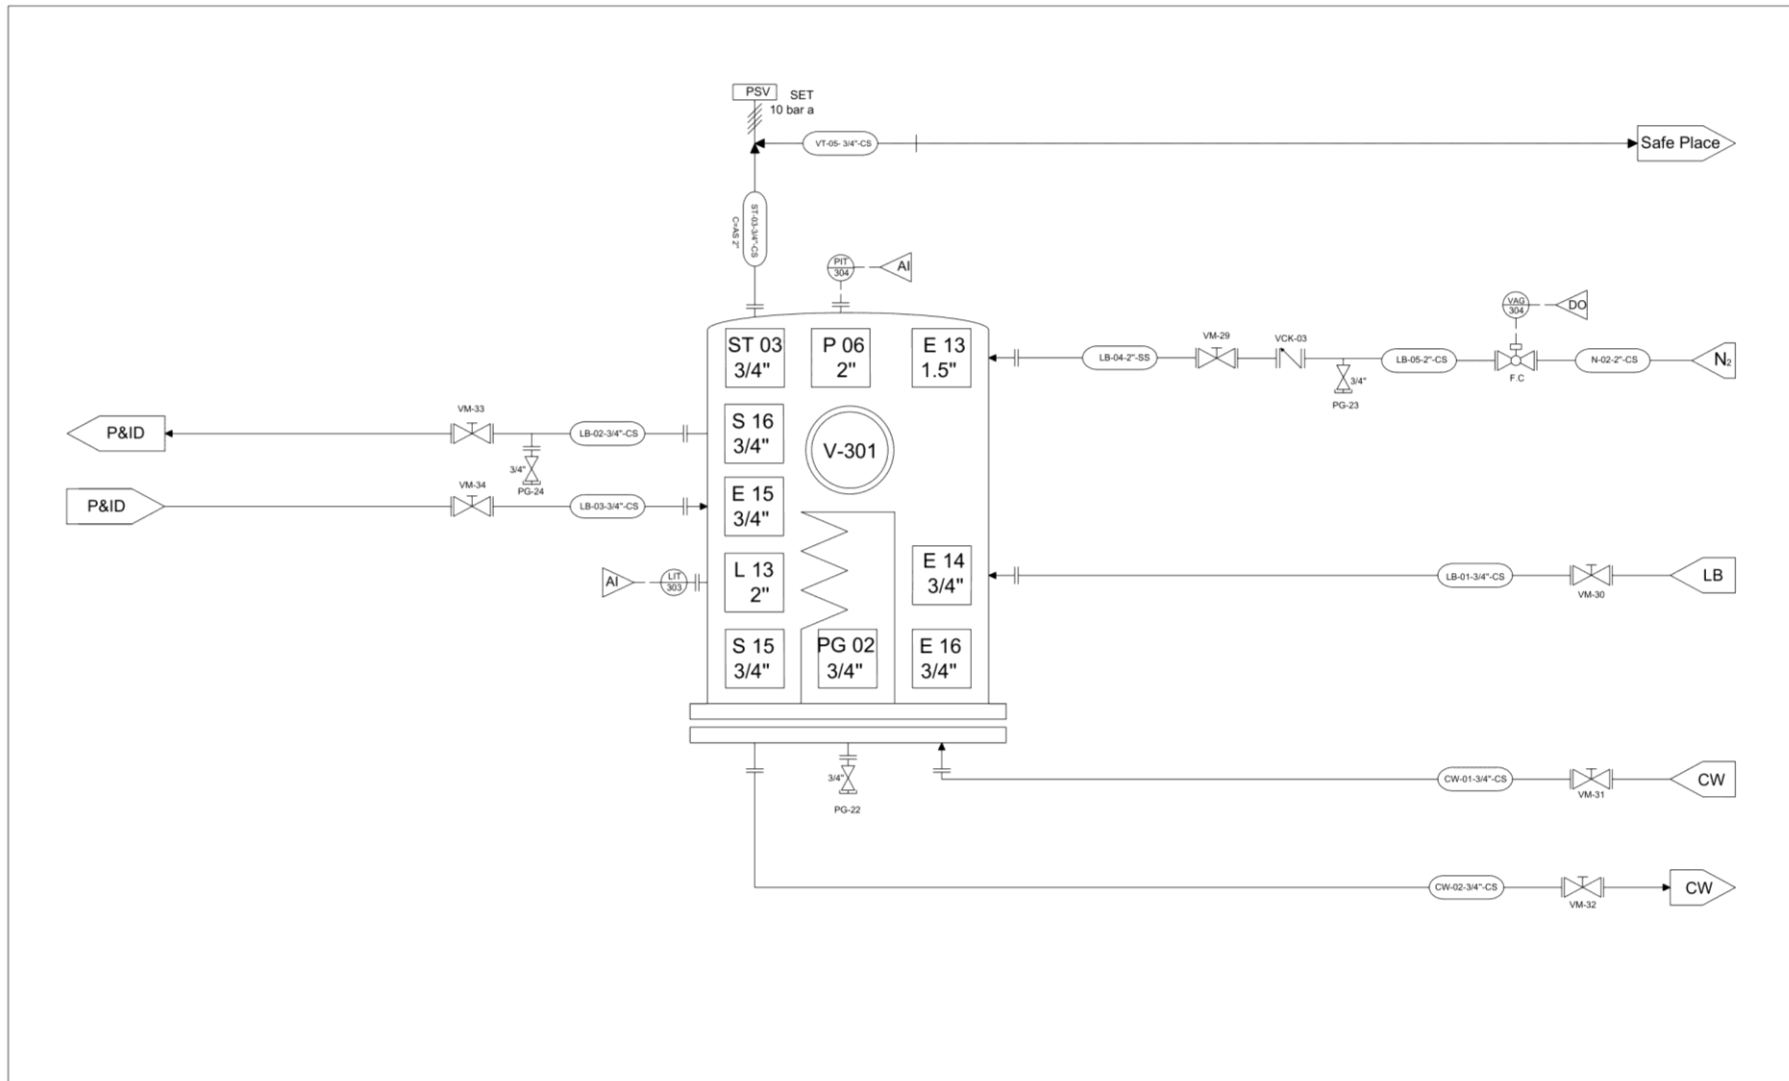 PSV
SET
10 bar a
VT-05- 3/4"-CS
Safe Place
ST-03-3/4"-CS
C>AS 2"
PIT
304
AI
VAG
304
DO
ST 03
3/4"
P 06
2"
E 13
1.5"
VM-29
VCK-03
LB-04-2"-SS
LB-05-2"-CS
N-02-2"-CS
N2
F.C
3/4"
PG-23
VM-33
P&ID
LB-02-3/4"-CS
S 16
3/4"
V-301
3/4"
PG-24
VM-34
P&ID
LB-03-3/4"-CS
E 15
3/4"
AI
LIT
303
L 13
2"
E 14
3/4"
LB-01-3/4"-CS
LB
VM-30
S 15
3/4"
PG 02
3/4"
E 16
3/4"
3/4"
PG-22
CW-01-3/4"-CS
CW
VM-31
CW-02-3/4"-CS
CW
VM-32